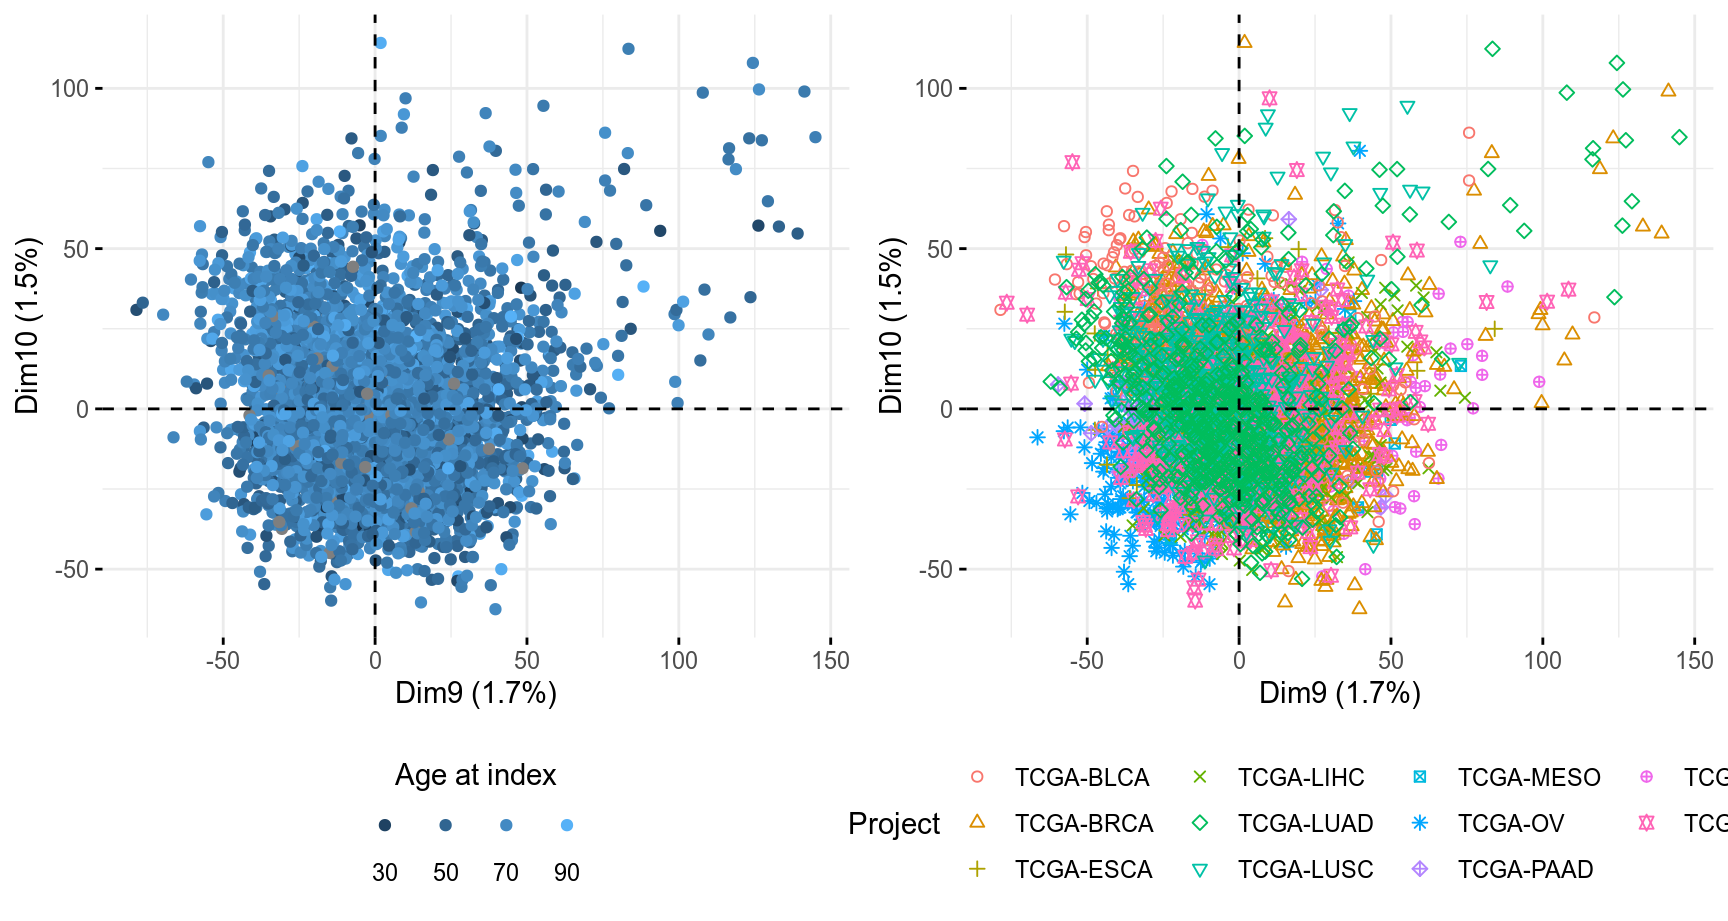 100
50
0
-50
Dim10 (1.5%)
-50 0 50 100 150
Dim9 (1.7%)
Age at index
30 50 70 90
100
50
0
-50
Dim10 (1.5%)
-50 0 50 100 150
Dim9 (1.7%)
Project
TCGA-BLCA TCGA-LIHC TCGA-MESO TCG
TCGA-BRCA TCGA-LUAD TCGA-OV TCG
TCGA-ESCA TCGA-LUSC TCGA-PAAD